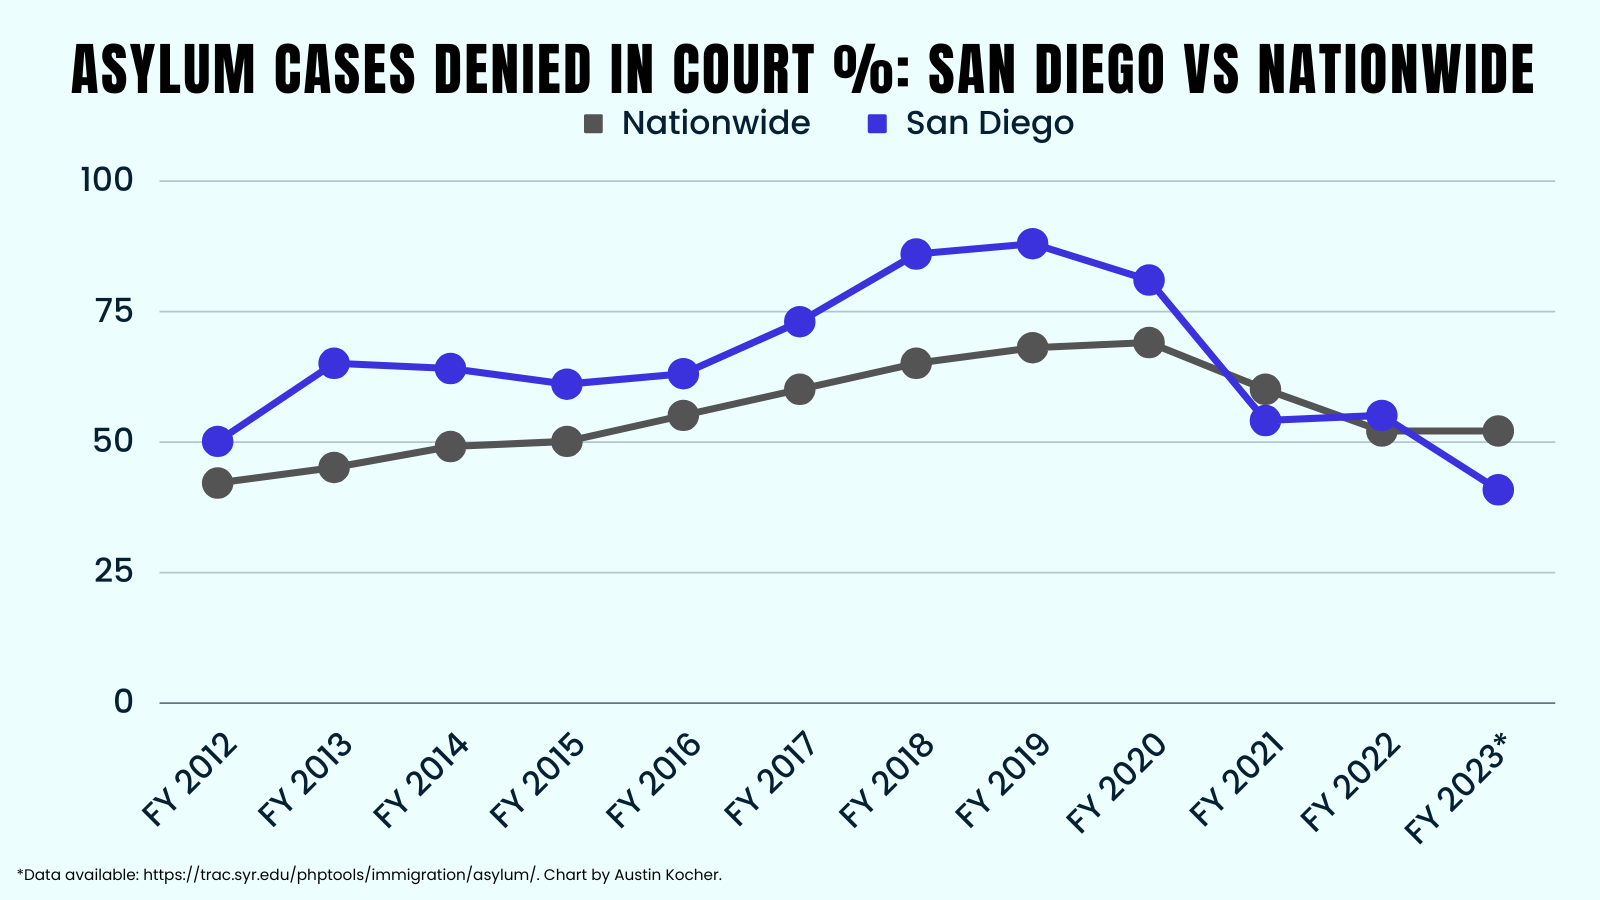 ASYLUM CASES DENIED IN COURT %: SAN DIEGO VS NATIONWIDE
Nationwide San Diego
100
75
50
25
0
FY 2012 FY 2013 FY 2014 FY 2015 FY 2016 FY 2017 FY 2018 FY 2019 FY 2020 FY 2021 FY 2022 FY 2023*
*Data available: https://trac.syr.edu/phptools/immigration/asylum/. Chart by Austin Kocher.